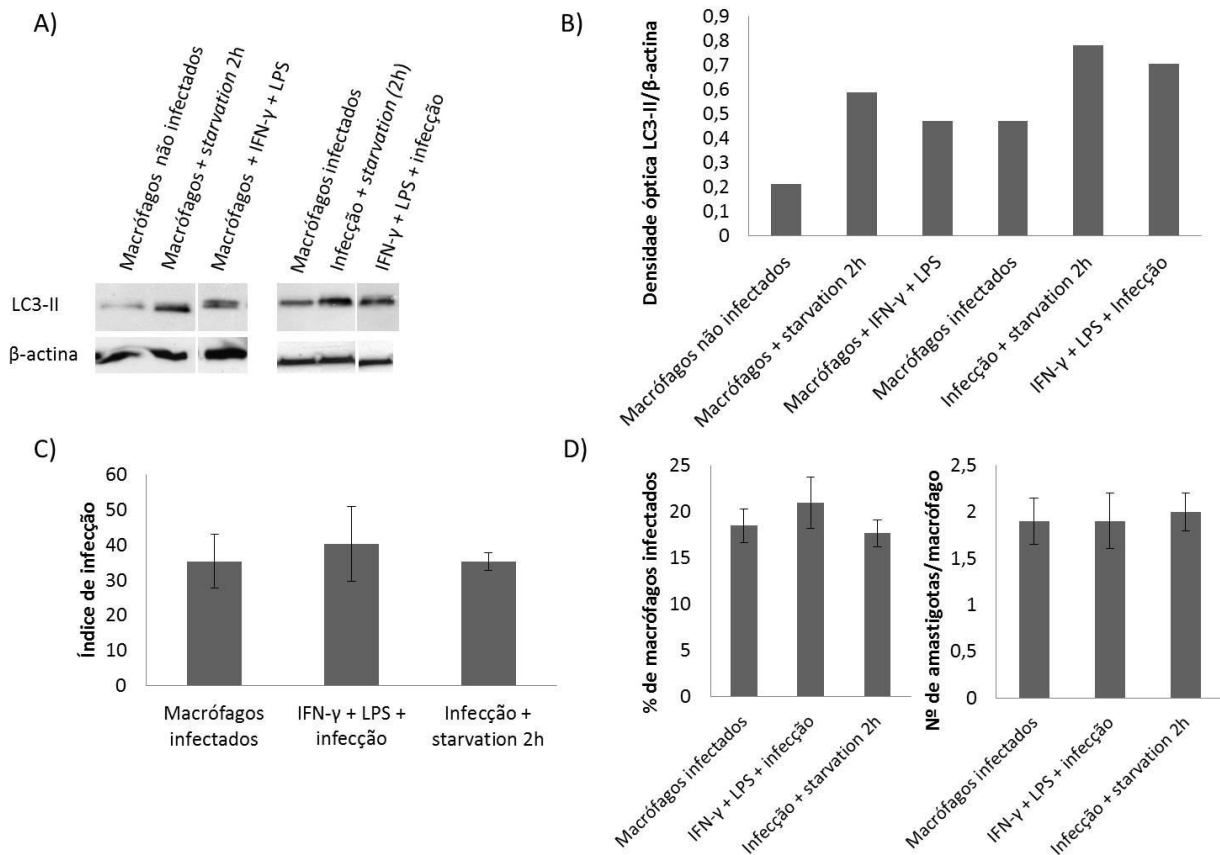 A)
Macrófagos não infectados
Macrófagos + starvation 2h
Macrófagos + IFN-γ + LPS
Macrófagos infectados
Infecção + starvation (2h)
IFN-γ + LPS + infecção
LC3-II
β-actina
B)
Densidade óptica LC3-II/β-actina
0,9
0,8
0,7
0,6
0,5
0,4
0,3
0,2
0,1
0
Macrófagos não infectados
Macrófagos + starvation 2h
Macrófagos + IFN-γ + LPS
Macrófagos infectados
Infecção + starvation 2h
IFN-γ + LPS + Infecção
C)
Índice de infecção
60
50
40
30
20
10
0
Macrófagos
infectados
IFN-γ + LPS +
infecção
Infecção +
starvation 2h
D)
% de macrófagos infectados
25
20
15
10
5
0
Macrófagos infectados
IFN-γ + LPS + infecção
Infecção + starvation 2h
Nº de amastigotas/macrófago
2,5
2
1,5
1
0,5
0
Macrófagos infectados
IFN-γ + LPS + infecção
Infecção + starvation 2h